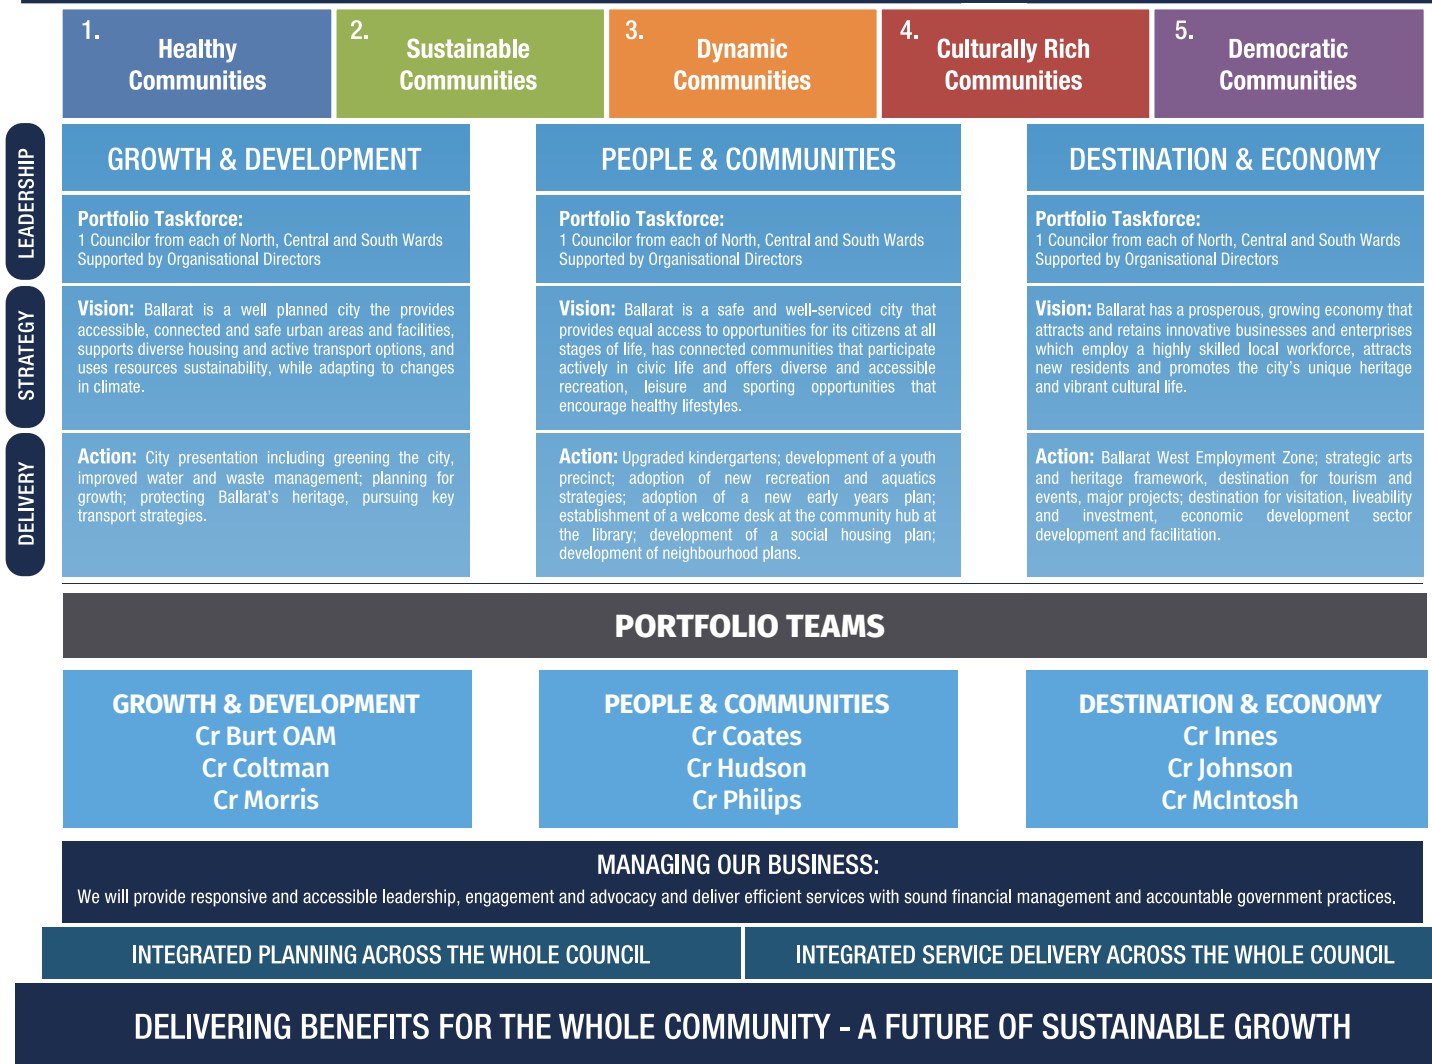 1.
Healthy
Communities
2.
Sustainable
Communities
3.
Dynamic
Communities
4.
Culturally Rich
Communities
5.
Democratic
Communities
LEADERSHIP
GROWTH & DEVELOPMENT
Portfolio Taskforce:
1 Councilor from each of North, Central and South Wards
Supported by Organisational Directors
PEOPLE & COMMUNITIES
Portfolio Taskforce:
1 Councilor from each of North, Central and South Wards
Supported by Organisational Directors
DESTINATION & ECONOMY
Portfolio Taskforce:
1 Councilor from each of North, Central and South Wards
Supported by Organisational Directors
STRATEGY
Vision: Ballarat is a well planned city the provides
accessible, connected and safe urban areas and facilities,
supports diverse housing and active transport options, and
uses resources sustainability, while adapting to changes
in climate.
Vision: Ballarat is a safe and well-serviced city that
provides equal access to opportunities for its citizens at all
stages of life, has connected communities that participate
actively in civic life and offers diverse and accessible
recreation, leisure and sporting opportunities that
encourage healthy lifestyles.
Vision: Ballarat has a prosperous, growing economy that
attracts and retains innovative businesses and enterprises
which employ a highly skilled local workforce, attracts
new residents and promotes the city's unique heritage
and vibrant cultural life.
DELIVERY
Action: City presentation including greening the city,
improved water and waste management; planning for
growth; protecting Ballarat's heritage, pursuing key
transport strategies.
Action: Upgraded kindergartens; development of a youth
precinct; adoption of new recreation and aquatics
strategies; adoption of a new early years plan;
establishment of a welcome desk at the community hub at
the library; development of a social housing plan;
development of neighbourhood plans.
Action: Ballarat West Employment Zone; strategic arts
and heritage framework, destination for tourism and
events, major projects; destination for visitation, liveability
and investment, economic development sector
development and facilitation.
PORTFOLIO TEAMS
GROWTH & DEVELOPMENT
Cr Burt OAM
Cr Coltman
Cr Morris
PEOPLE & COMMUNITIES
Cr Coates
Cr Hudson
Cr Philips
DESTINATION & ECONOMY
Cr Innes
Cr Johnson
Cr McIntosh
MANAGING OUR BUSINESS:
We will provide responsive and accessible leadership, engagement and advocacy and deliver efficient services with sound financial management and accountable government practices.
INTEGRATED PLANNING ACROSS THE WHOLE COUNCIL
INTEGRATED SERVICE DELIVERY ACROSS THE WHOLE COUNCIL
DELIVERING BENEFITS FOR THE WHOLE COMMUNITY - A FUTURE OF SUSTAINABLE GROWTH